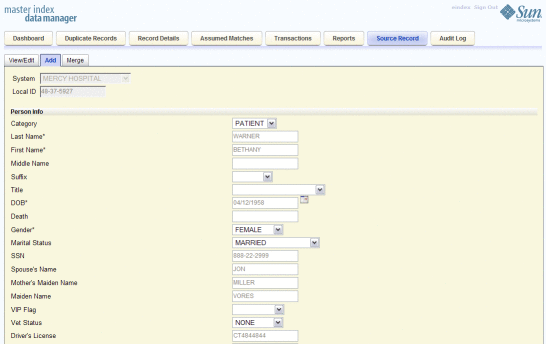 master index
data manager
windex Sign Out
Sun
microsystems
Dashboard Duplicate Records Record Details Assumed Matches Transactions Reports Source Record Audit Log
View/Edit Add Merge
System MERCY HOSPITAL
Local ID 48-37-5927
Person Info
Category PATIENT
Last Name* WARNER
First Name* BETHANY
Middle Name
Suffix
Title
DOB* 04/12/1958
Death
Gender* FEMALE
Marital Status MARRIED
SSN 888-22-2999
Spouse's Name JON
Mother's Maiden Name MILLER
Maiden Name VORES
VIP Flag
Vet Status NONE
Driver's License CT4844844